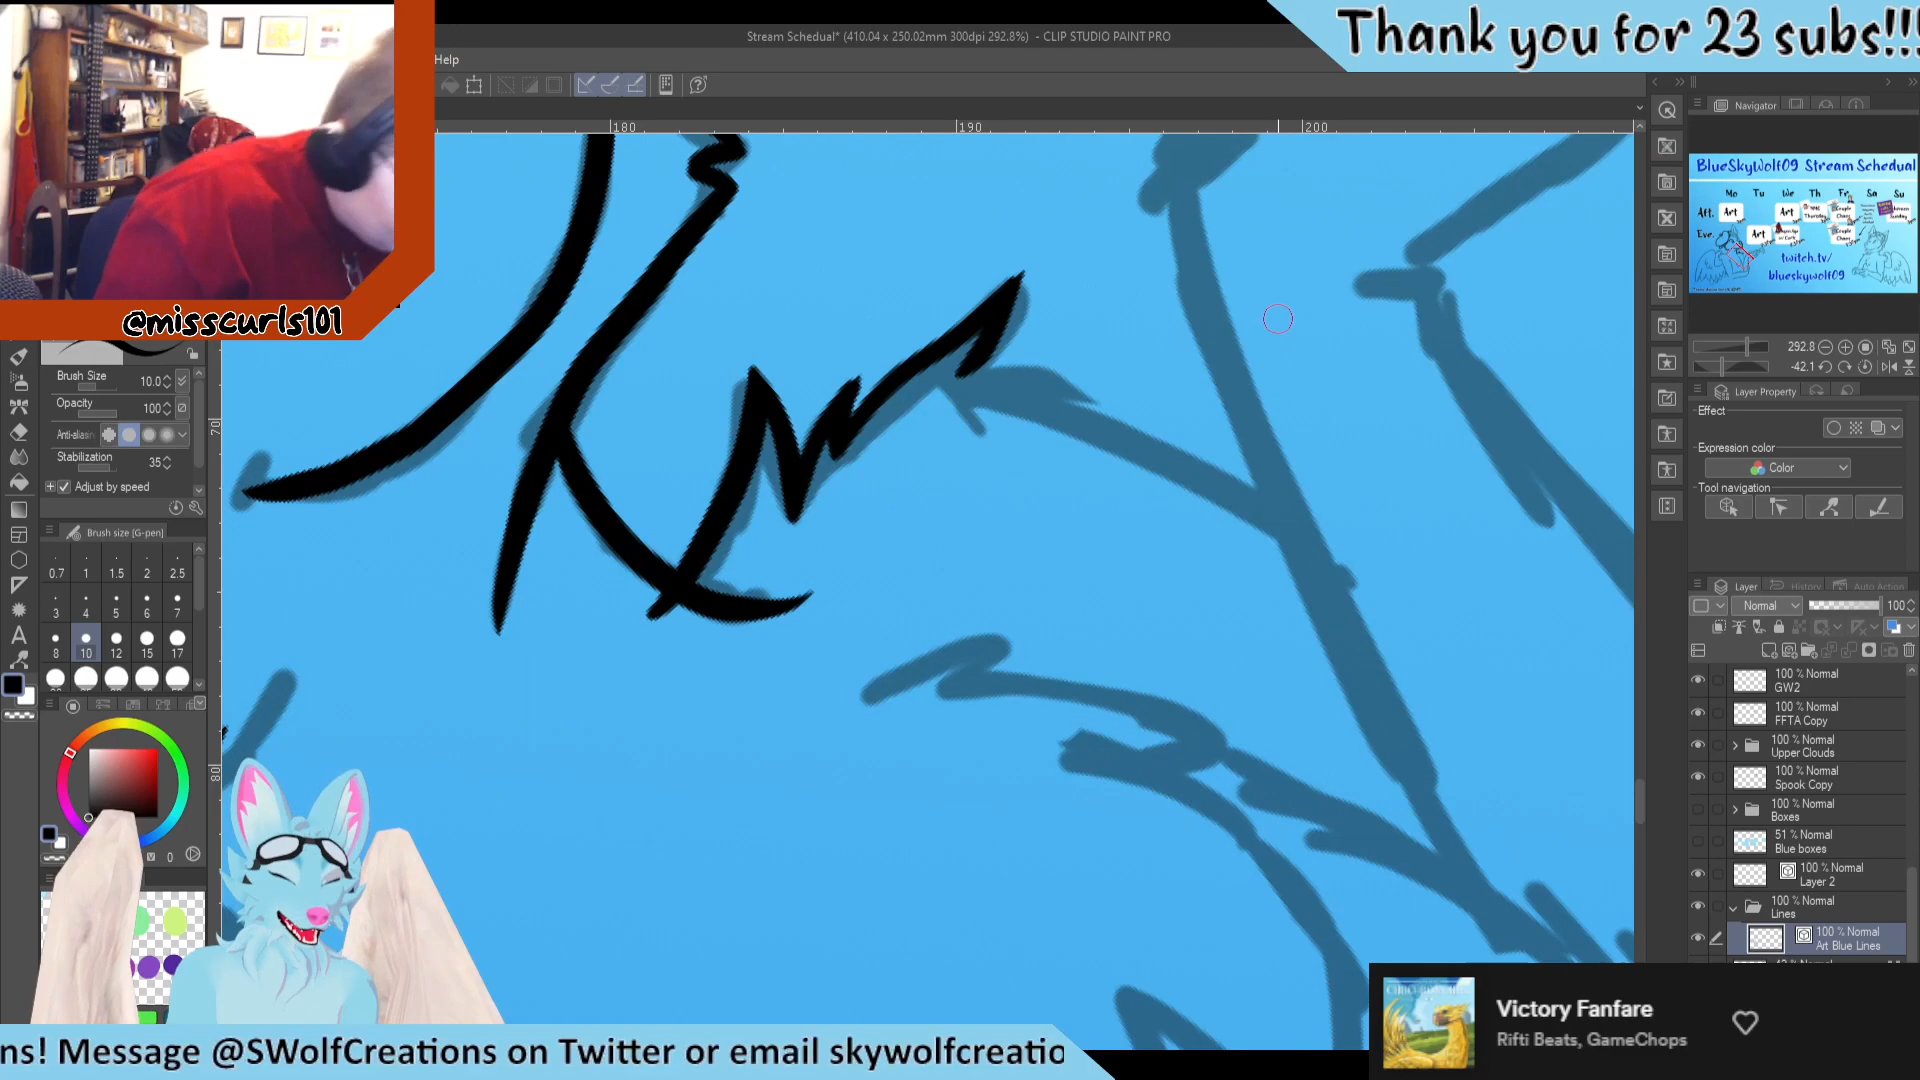 Thank you for 23 subs!!!
Stream Schedual* (410.04 x 250.02mm 300dpi 292.8%) - CLIP STUDIO PAINT PRO
Help
180
190
200
70
80
@misscurls101
Brush Size
10.0
Opacity
100
Anti-aliasin
Stabilization
35
Adjust by speed
Brush size [G-pen]
0.7 1 1.5 2 2.5
3 4 5 6 7
8 10 12 15 17
V 0
Navigator
BlueSkyWolf09 Stream Schedual
Mo Tu We Th Fr Sa Su
Aft. Art Art
Eve. Art
twitch.tv/
blueskywolf09
292.8
-42.1
Layer Property
Effect
Expression color
Color
Tool navigation
Layer
History
Auto Action
Normal
100
100 % Normal
GW2
100 % Normal
FFTA Copy
100 % Normal
Upper Clouds
100 % Normal
Spook Copy
100 % Normal
Boxes
51 % Normal
Blue boxes
100 % Normal
Layer 2
100 % Normal
Lines
100 % Normal
Art Blue Lines
Victory Fanfare
Rifti Beats, GameChops
ns! Message @SWolfCreations on Twitter or email skywolfcreatio